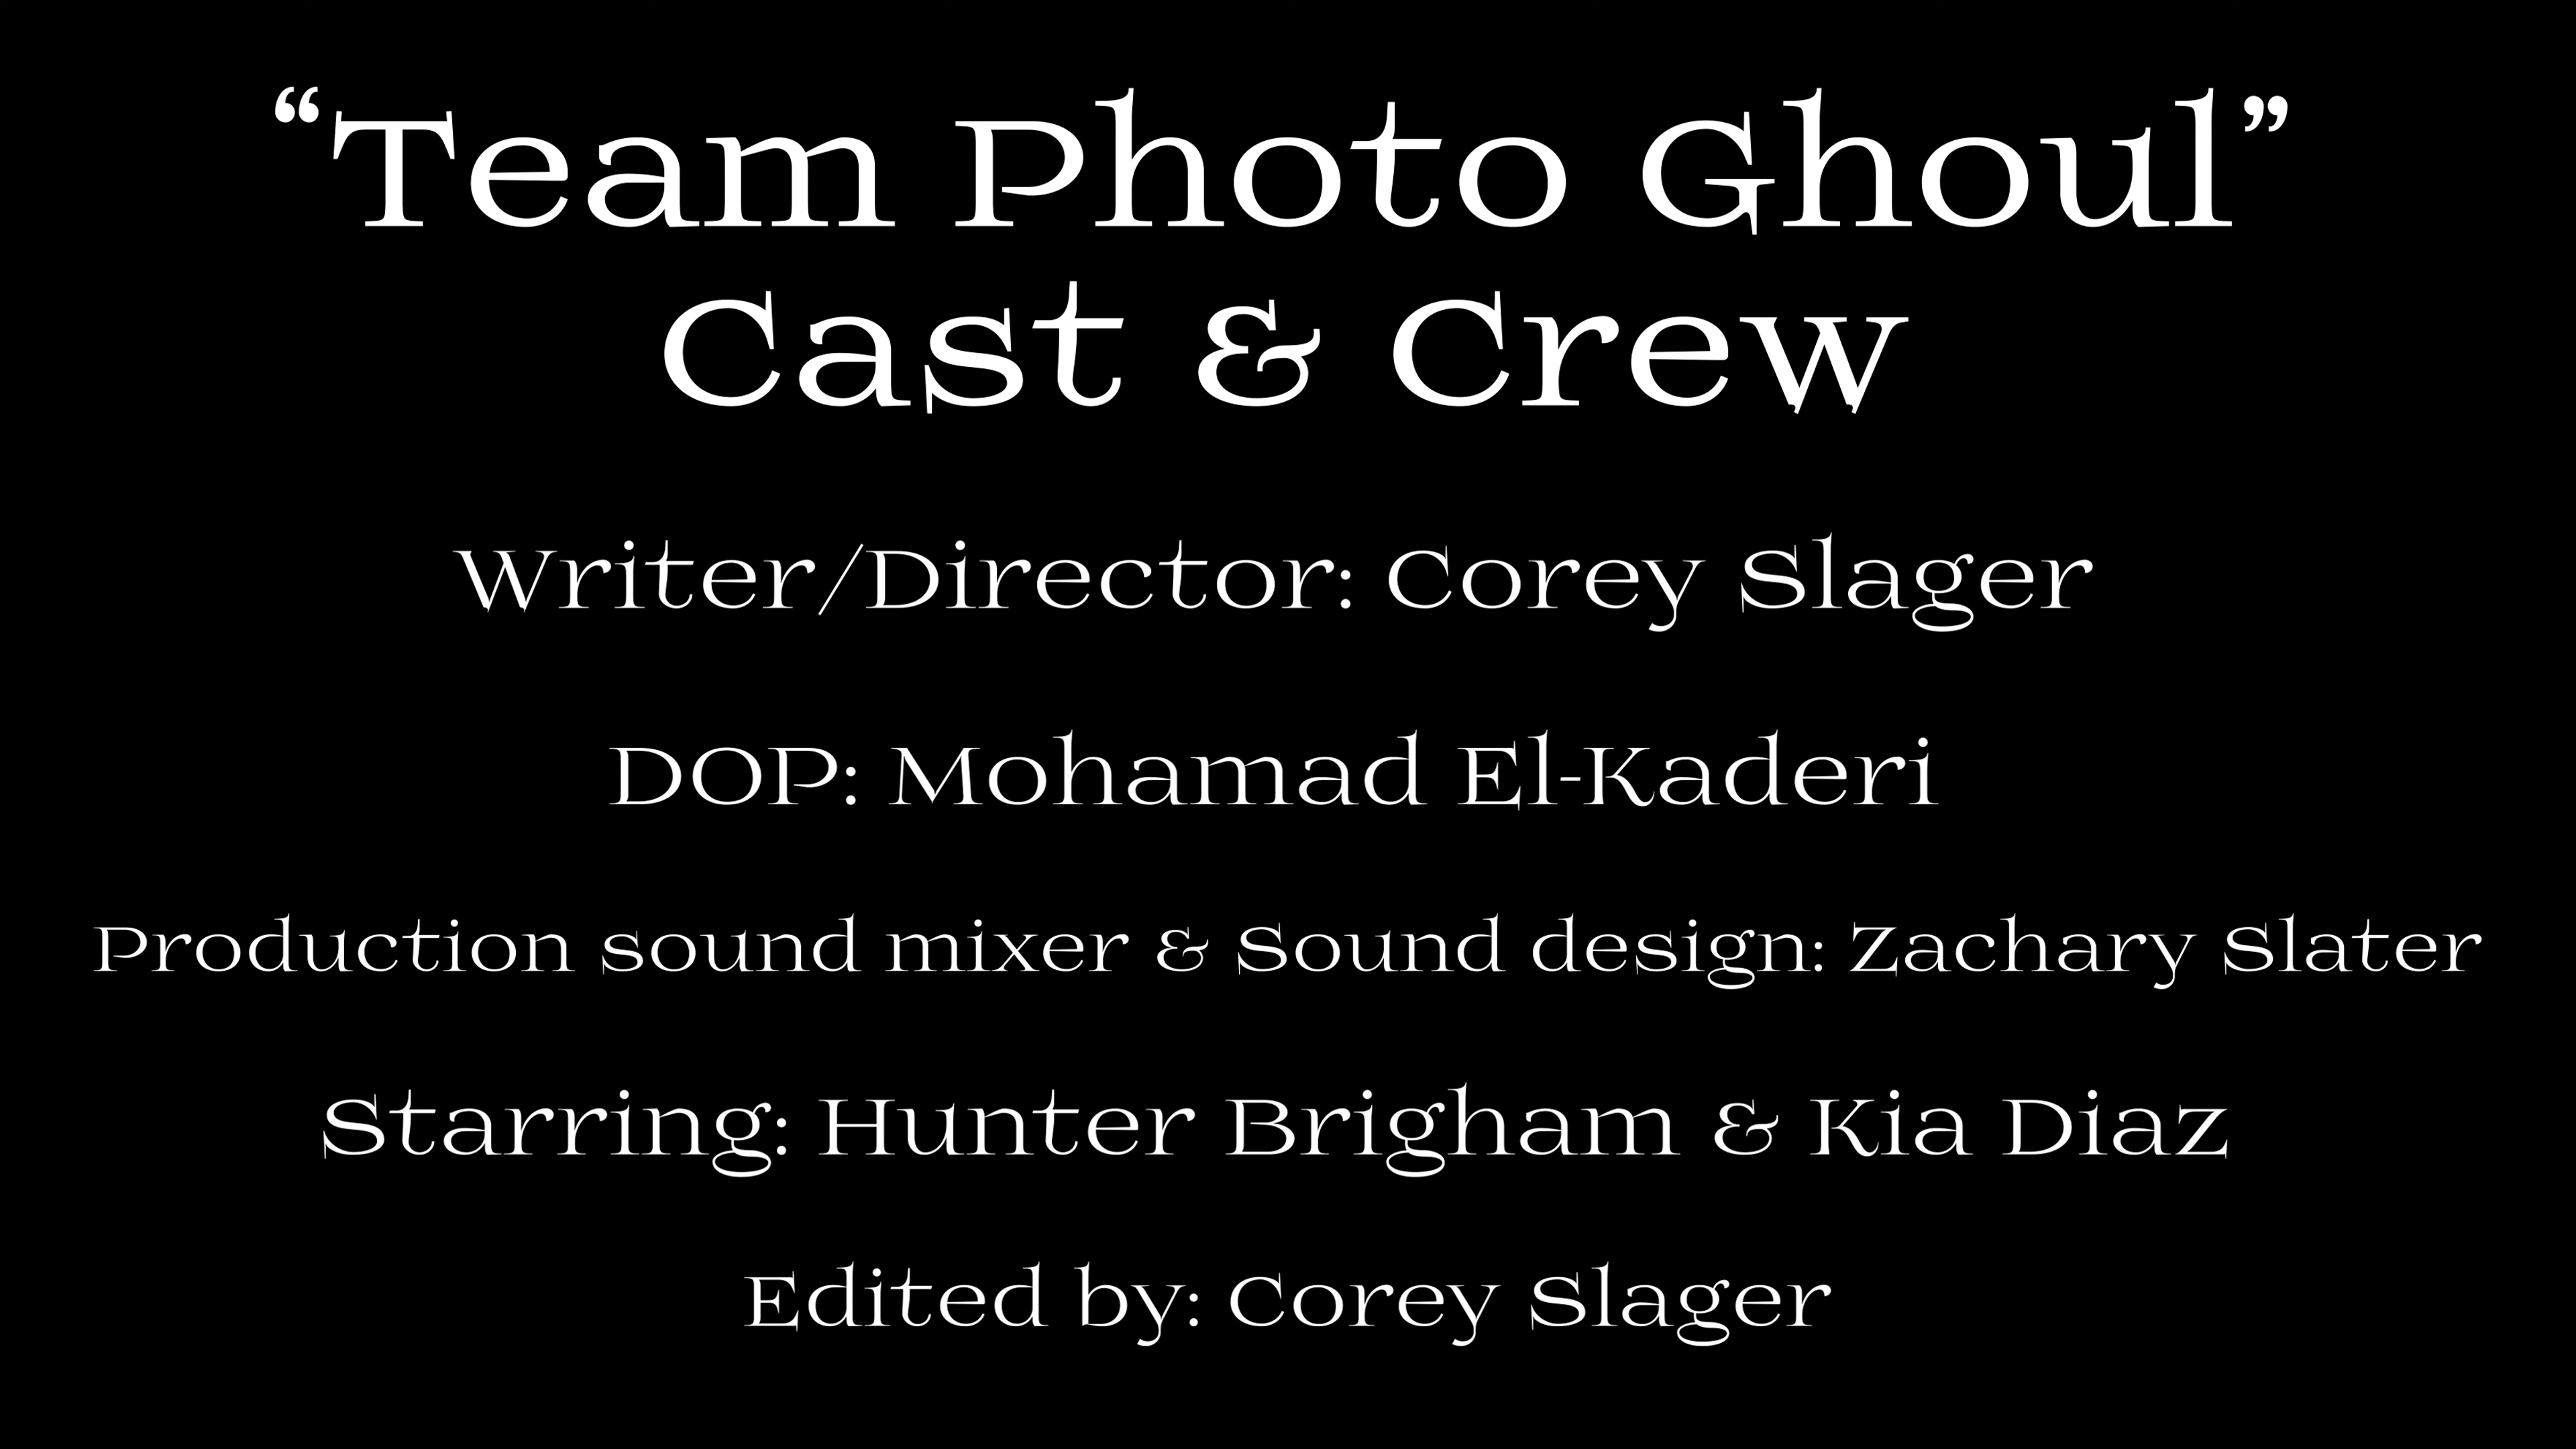 “Team Photo Ghoul”
Cast & Crew
Writer/Director: Corey Slager
DOP: Mohamad El-Kaderi
Production sound mixer & Sound design: Zachary Slater
Starring: Hunter Brigham & Kia Diaz
Edited by: Corey Slager